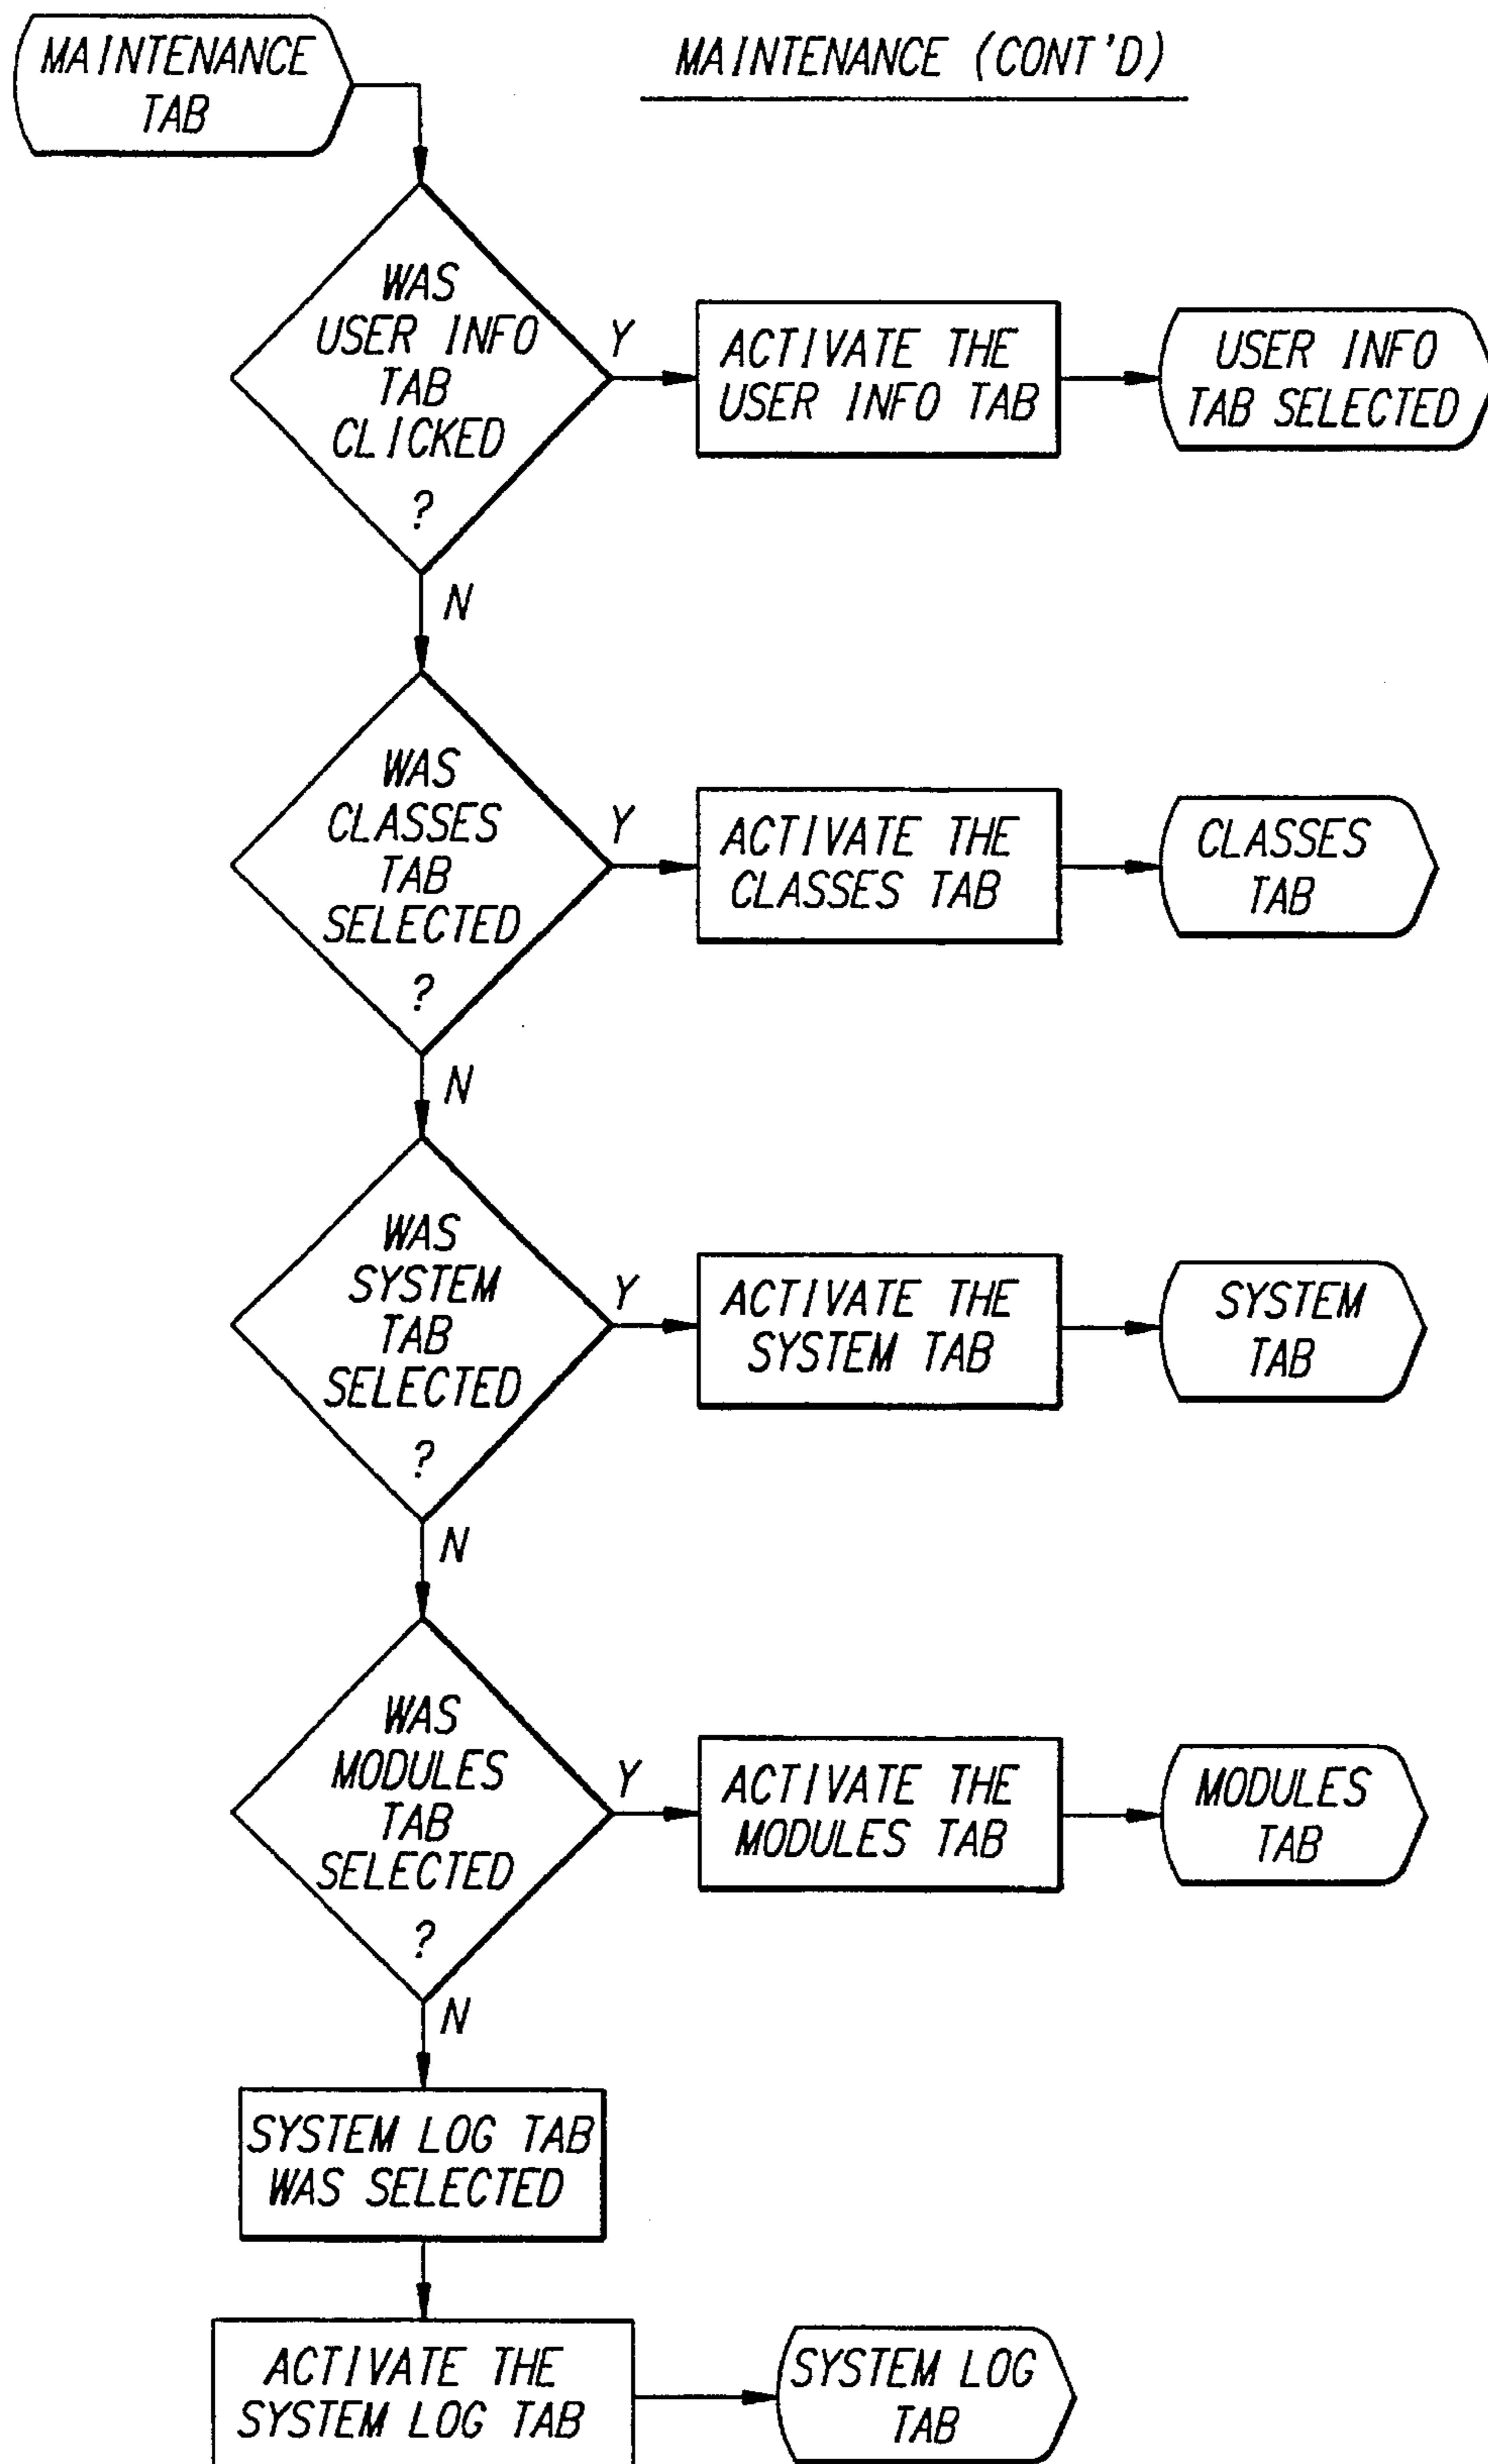 MAINTENANCE
TAB
MAINTENANCE (CONT'D)
WAS
USER INFO
TAB
CLICKED
?
Y
ACTIVATE THE
USER INFO TAB
USER INFO
TAB SELECTED
N
WAS
CLASSES
TAB
SELECTED
?
Y
ACTIVATE THE
CLASSES TAB
CLASSES
TAB
N
WAS
SYSTEM
TAB
SELECTED
?
Y
ACTIVATE THE
SYSTEM TAB
SYSTEM
TAB
N
WAS
MODULES
TAB
SELECTED
?
Y
ACTIVATE THE
MODULES TAB
MODULES
TAB
N
SYSTEM LOG TAB
WAS SELECTED
ACTIVATE THE
SYSTEM LOG TAB
SYSTEM LOG
TAB